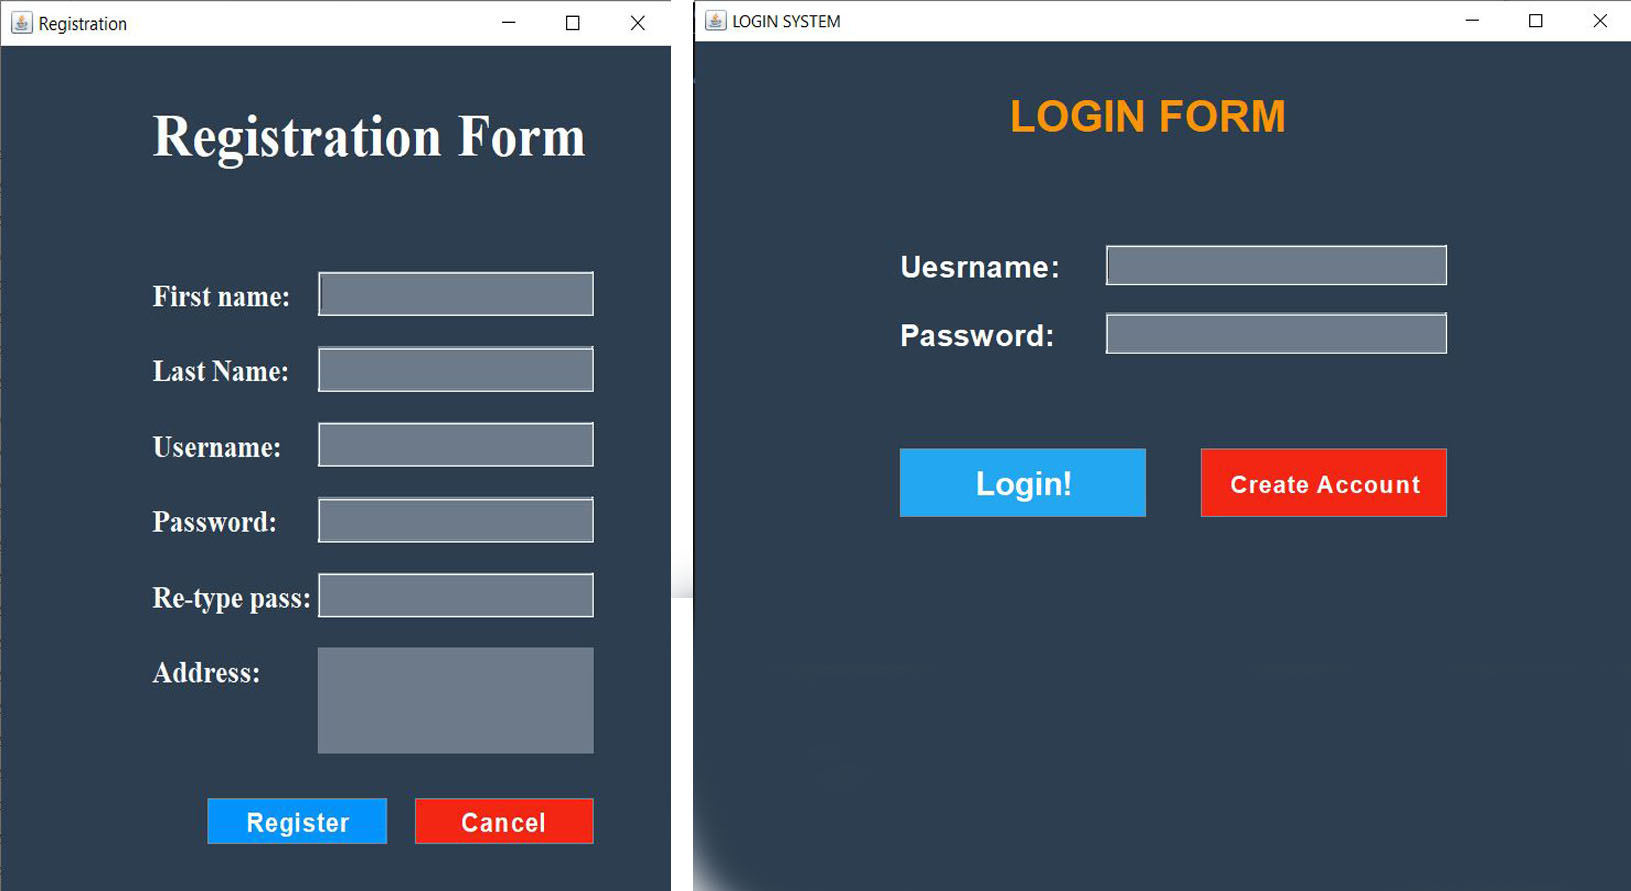 Registration
Registration Form
First name:
Last Name:
Username:
Password:
Re-type pass:
Address:
Register Cancel
LOGIN SYSTEM
LOGIN FORM
Uesrname:
Password:
Login! Create Account